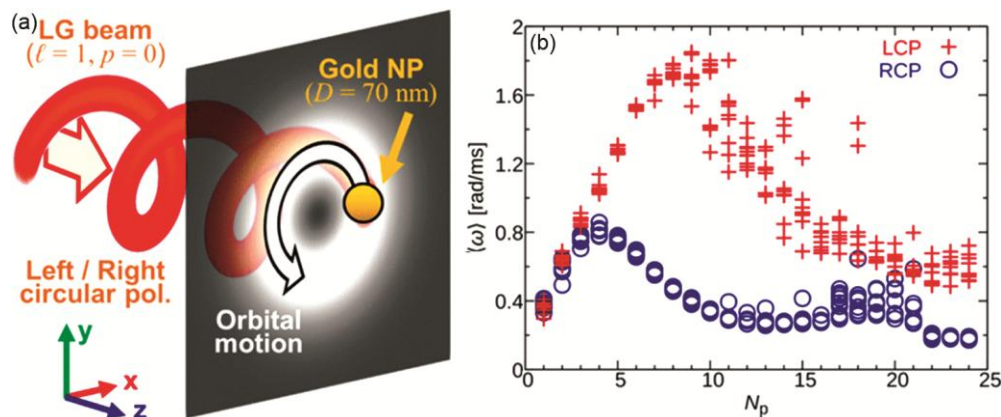 (a)
LG beam
(ℓ = 1, p = 0)
Gold NP
(D = 70 nm)
Left / Right
circular pol.
Orbital
motion
y
x
z
(b)
LCP +
RCP ○
⟨ω⟩ [rad/ms]
2
1.6
1.2
0.8
0.4
0
0 5 10 15 20 25
Np